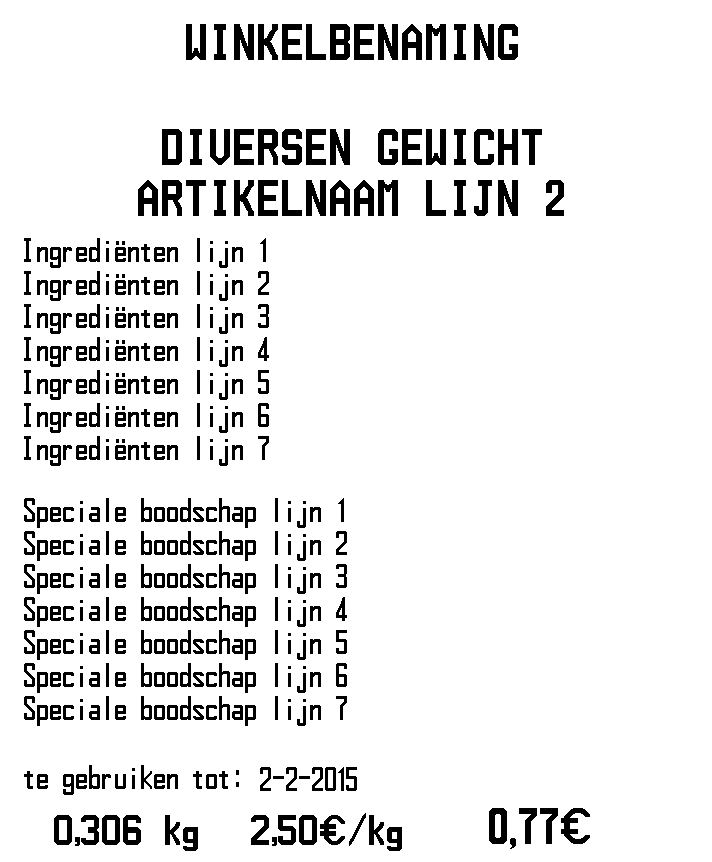 WINKELBENAMING
DIVERSEN GEWICHT
ARTIKELNAAM LIJN 2
Ingrediënten lijn 1
Ingrediënten lijn 2
Ingrediënten lijn 3
Ingrediënten lijn 4
Ingrediënten lijn 5
Ingrediënten lijn 6
Ingrediënten lijn 7
Speciale boodschap lijn 1
Speciale boodschap lijn 2
Speciale boodschap lijn 3
Speciale boodschap lijn 4
Speciale boodschap lijn 5
Speciale boodschap lijn 6
Speciale boodschap lijn 7
te gebruiken tot: 2-2-2015
0,306 kg 2,50€/kg 0,77€